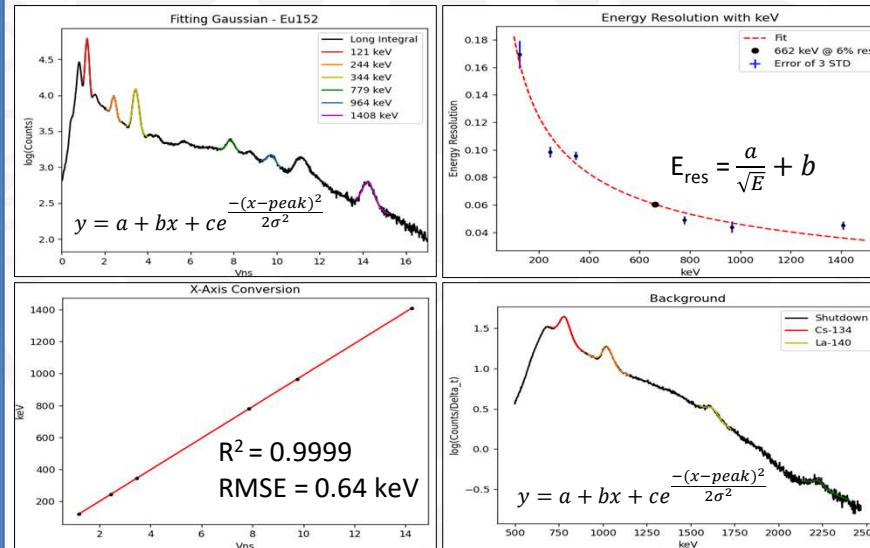 Fitting Gaussian - Eu152
Long Integral
121 keV
244 keV
344 keV
779 keV
964 keV
1408 keV
log(Counts)
4.5
4.0
3.5
3.0
2.5
2.0
y = a + bx + ce^{\frac{-(x-peak)^2}{2σ^2}}
0 2 4 6 8 10 12 14 16
Vns
Energy Resolution with keV
Fit
662 keV @ 6% res
Error of 3 STD
Energy Resolution
0.18
0.16
0.14
0.12
0.10
0.08
0.06
0.04
E_{res} = \frac{a}{\sqrt{E}} + b
200 400 600 800 1000 1200 1400
keV
X-Axis Conversion
keV
1400
1200
1000
800
600
400
200
R² = 0.9999
RMSE = 0.64 keV
2 4 6 8 10 12 14
Vns
Background
Shutdown
Cs-134
La-140
log(Counts/Delta_t)
1.5
1.0
0.5
0.0
−0.5
y = a + bx + ce^{\frac{-(x-peak)^2}{2σ^2}}
500 750 1000 1250 1500 1750 2000 2250
keV